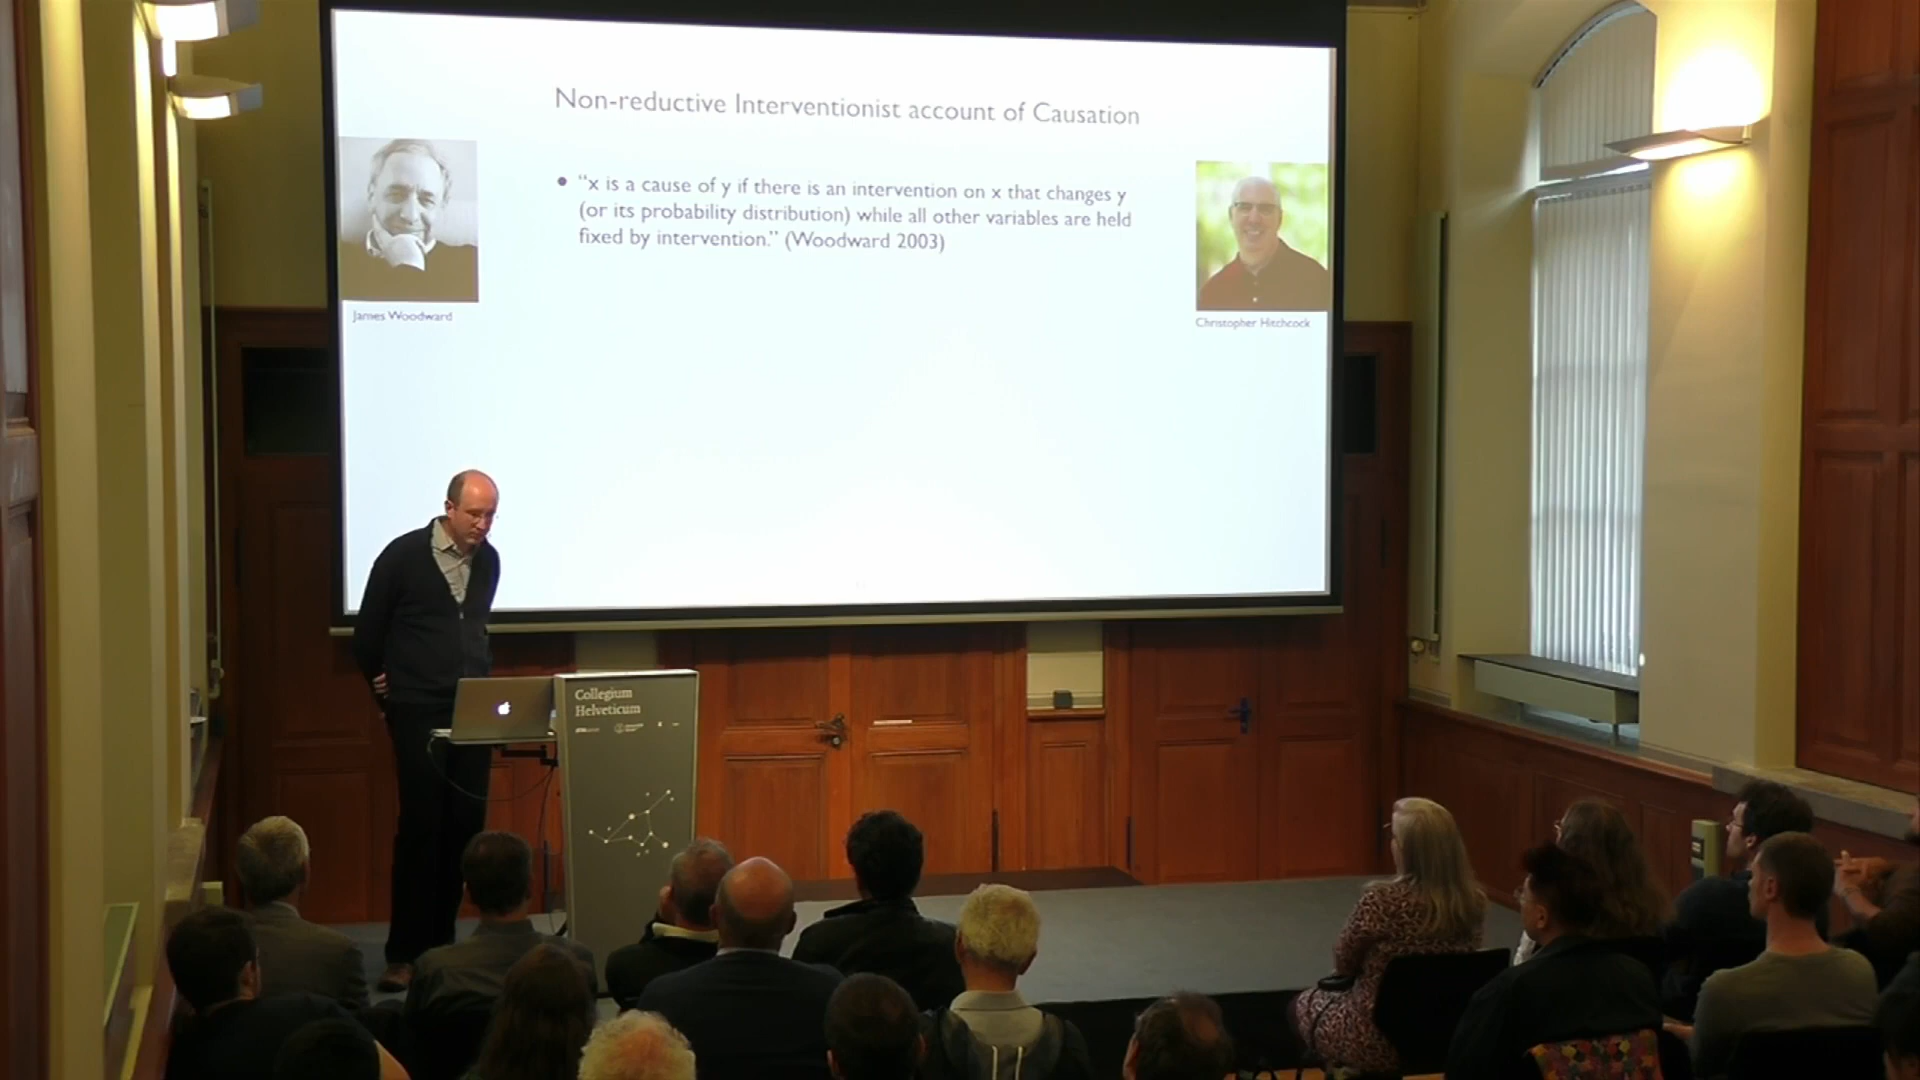 Non-reductive Interventionist account of Causation
• "x is a cause of y if there is an intervention on x that changes y
(or its probability distribution) while all other variables are held
fixed by intervention." (Woodward 2003)
James Woodward
Christopher Hitchcock
Collegium
Helveticum